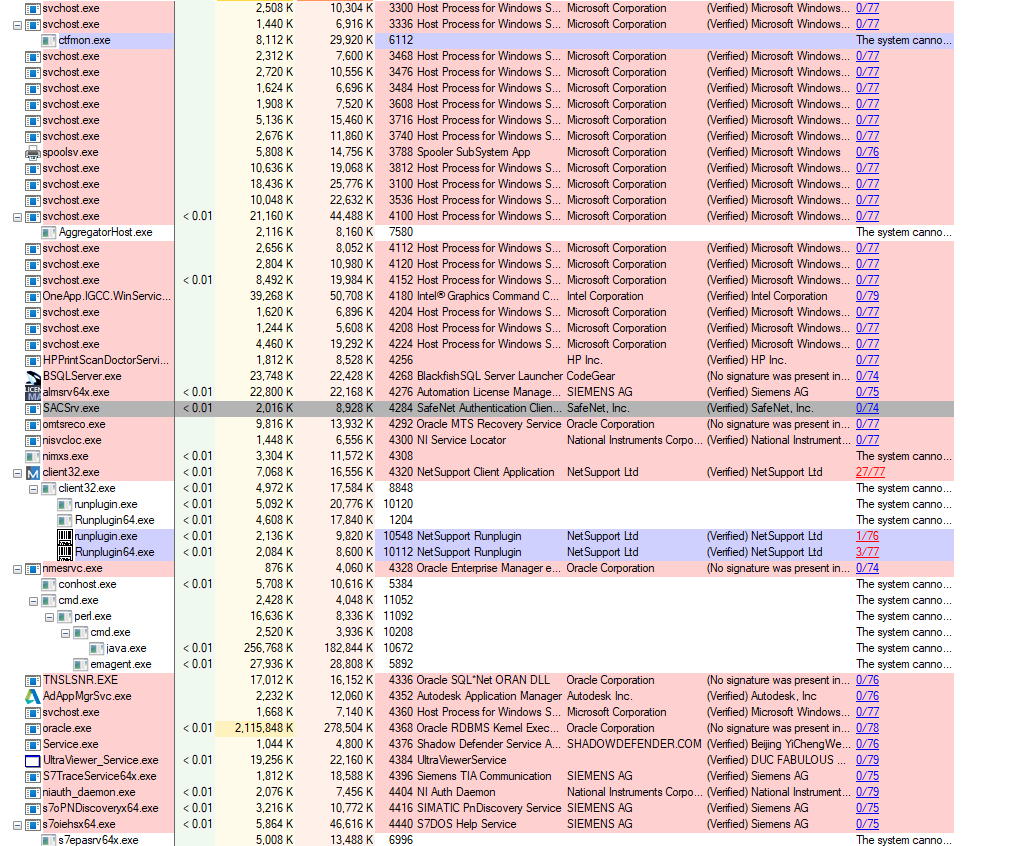 svchost.exe 2,508 K 10,304 K 3300 Host Process for Windows S... Microsoft Corporation (Verified) Microsoft Windows... 0/77
svchost.exe 1,440 K 6,916 K 3336 Host Process for Windows S... Microsoft Corporation (Verified) Microsoft Windows... 0/77
ctfmon.exe 8,112 K 29,920 K 6112 The system canno...
svchost.exe 2,312 K 7,600 K 3468 Host Process for Windows S... Microsoft Corporation (Verified) Microsoft Windows... 0/77
svchost.exe 2,720 K 10,556 K 3476 Host Process for Windows S... Microsoft Corporation (Verified) Microsoft Windows... 0/77
svchost.exe 1,624 K 6,696 K 3484 Host Process for Windows S... Microsoft Corporation (Verified) Microsoft Windows... 0/77
svchost.exe 1,908 K 7,520 K 3608 Host Process for Windows S... Microsoft Corporation (Verified) Microsoft Windows... 0/77
svchost.exe 5,136 K 15,460 K 3716 Host Process for Windows S... Microsoft Corporation (Verified) Microsoft Windows... 0/77
svchost.exe 2,676 K 11,860 K 3740 Host Process for Windows S... Microsoft Corporation (Verified) Microsoft Windows... 0/77
spoolsv.exe 5,808 K 14,756 K 3788 Spooler SubSystem App Microsoft Corporation (Verified) Microsoft Windows 0/76
svchost.exe 10,636 K 19,068 K 3812 Host Process for Windows S... Microsoft Corporation (Verified) Microsoft Windows... 0/77
svchost.exe 18,436 K 25,776 K 3100 Host Process for Windows S... Microsoft Corporation (Verified) Microsoft Windows... 0/77
svchost.exe 10,048 K 22,632 K 3536 Host Process for Windows S... Microsoft Corporation (Verified) Microsoft Windows... 0/77
svchost.exe < 0.01 21,160 K 44,488 K 4100 Host Process for Windows S... Microsoft Corporation (Verified) Microsoft Windows... 0/77
AggregatorHost.exe 2,116 K 8,160 K 7580 The system canno...
svchost.exe 2,656 K 8,052 K 4112 Host Process for Windows S... Microsoft Corporation (Verified) Microsoft Windows... 0/77
svchost.exe 2,804 K 10,980 K 4120 Host Process for Windows S... Microsoft Corporation (Verified) Microsoft Windows... 0/77
svchost.exe < 0.01 8,492 K 19,984 K 4152 Host Process for Windows S... Microsoft Corporation (Verified) Microsoft Windows... 0/77
OneApp.IGCC.WinServic... 39,268 K 50,708 K 4180 Intel® Graphics Command C... Intel Corporation (Verified) Intel Corporation 0/79
svchost.exe 1,620 K 6,896 K 4204 Host Process for Windows S... Microsoft Corporation (Verified) Microsoft Windows... 0/77
svchost.exe 1,244 K 5,608 K 4208 Host Process for Windows S... Microsoft Corporation (Verified) Microsoft Windows... 0/77
svchost.exe 4,460 K 19,292 K 4224 Host Process for Windows S... Microsoft Corporation (Verified) Microsoft Windows... 0/77
HPPrintScanDoctorServi... 1,812 K 8,528 K 4256 HP Inc. (Verified) HP Inc. 0/77
BSQLServer.exe 23,748 K 22,428 K 4268 BlackfishSQL Server Launcher CodeGear (No signature was present in... 0/74
almsrv64x.exe < 0.01 22,800 K 22,168 K 4276 Automation License Manage... SIEMENS AG (Verified) Siemens AG 0/75
SACSrv.exe < 0.01 2,016 K 8,928 K 4284 SafeNet Authentication Clien... SafeNet, Inc. (Verified) SafeNet, Inc. 0/74
omtsreco.exe 9,816 K 13,932 K 4292 Oracle MTS Recovery Service Oracle Corporation (No signature was present in... 0/77
nisvcloc.exe 1,448 K 6,556 K 4300 NI Service Locator National Instruments Corpo... (Verified) National Instrument... 0/77
nimxs.exe < 0.01 3,304 K 11,572 K 4308 The system canno...
client32.exe < 0.01 7,068 K 16,556 K 4320 NetSupport Client Application NetSupport Ltd (Verified) NetSupport Ltd 27/77
client32.exe < 0.01 4,972 K 17,584 K 8848 The system canno...
runplugin.exe < 0.01 5,092 K 20,776 K 10120 The system canno...
Runplugin64.exe < 0.01 4,608 K 17,840 K 1204 The system canno...
runplugin.exe < 0.01 2,136 K 9,820 K 10548 NetSupport Runplugin NetSupport Ltd (Verified) NetSupport Ltd 1/76
Runplugin64.exe < 0.01 2,084 K 8,600 K 10112 NetSupport Runplugin NetSupport Ltd (Verified) NetSupport Ltd 3/77
nmesrvc.exe < 0.01 876 K 4,060 K 4328 Oracle Enterprise Manager e... Oracle Corporation (No signature was present in... 0/74
conhost.exe < 0.01 5,708 K 10,616 K 5384 The system canno...
cmd.exe 2,428 K 4,048 K 11052 The system canno...
perl.exe 16,636 K 8,336 K 11092 The system canno...
cmd.exe 2,520 K 3,936 K 10208 The system canno...
java.exe < 0.01 256,768 K 182,844 K 10672 The system canno...
emagent.exe < 0.01 27,936 K 28,808 K 5892 The system canno...
TNSLSNR.EXE 17,012 K 16,152 K 4336 Oracle SQL*Net ORAN DLL Oracle Corporation (No signature was present in... 0/76
AdAppMgrSvc.exe 2,232 K 12,060 K 4352 Autodesk Application Manager Autodesk Inc. (Verified) Autodesk, Inc 0/76
svchost.exe 1,668 K 7,140 K 4360 Host Process for Windows S... Microsoft Corporation (Verified) Microsoft Windows... 0/77
oracle.exe < 0.01 2,115,848 K 278,504 K 4368 Oracle RDBMS Kernel Exec... Oracle Corporation (No signature was present in... 0/78
Service.exe 1,044 K 4,800 K 4376 Shadow Defender Service A... SHADOWDEFENDER.COM (Verified) Beijing YiChengWe... 0/76
UltraViewer_Service.exe < 0.01 19,256 K 22,160 K 4384 UltraViewerService (Verified) DUC FABULOUS ... 0/79
S7TraceService64x.exe 1,812 K 18,588 K 4396 Siemens TIA Communication SIEMENS AG (Verified) Siemens AG 0/75
niauth_daemon.exe < 0.01 2,076 K 7,456 K 4404 NI Auth Daemon National Instruments Corpo... (Verified) National Instrument... 0/79
s7oPNDiscoveryx64.exe < 0.01 3,216 K 10,772 K 4416 SIMATIC PnDiscovery Service SIEMENS AG (Verified) Siemens AG 0/75
s7oiehsx64.exe < 0.01 5,864 K 46,616 K 4440 S7DOS Help Service SIEMENS AG (Verified) Siemens AG 0/75
s7epasrv64x.exe 5,008 K 13,488 K 6996 The system canno...